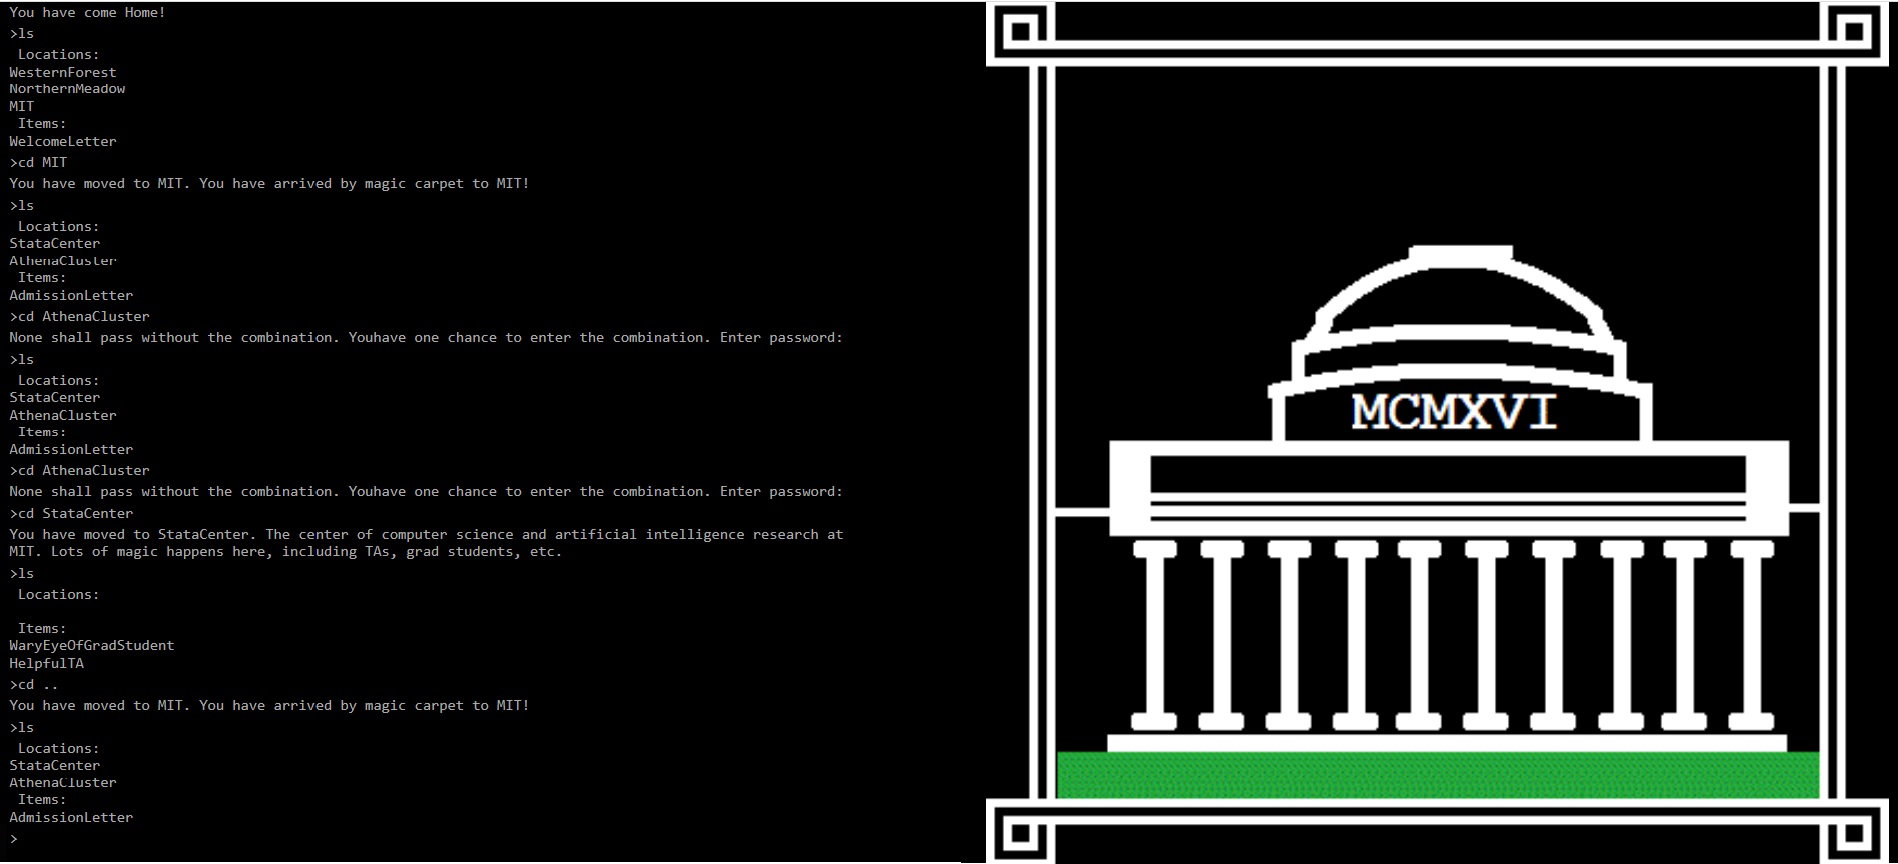 You have come Home!
>ls
Locations:
WesternForest
NorthernMeadow
MIT
Items:
WelcomeLetter
>cd MIT
You have moved to MIT. You have arrived by magic carpet to MIT!
>ls
Locations:
StataCenter
AthenaCluster
Items:
AdmissionLetter
>cd AthenaCluster
None shall pass without the combination. Youhave one chance to enter the combination. Enter password:
>ls
Locations:
StataCenter
AthenaCluster
Items:
AdmissionLetter
>cd AthenaCluster
None shall pass without the combination. Youhave one chance to enter the combination. Enter password:
>cd StataCenter
You have moved to StataCenter. The center of computer science and artificial intelligence research at
MIT. Lots of magic happens here, including TAs, grad students, etc.
>ls
Locations:
Items:
WaryEyeOfGradStudent
HelpfulTA
>cd ..
You have moved to MIT. You have arrived by magic carpet to MIT!
>ls
Locations:
StataCenter
AthenaCluster
Items:
AdmissionLetter
>
MCMXVI